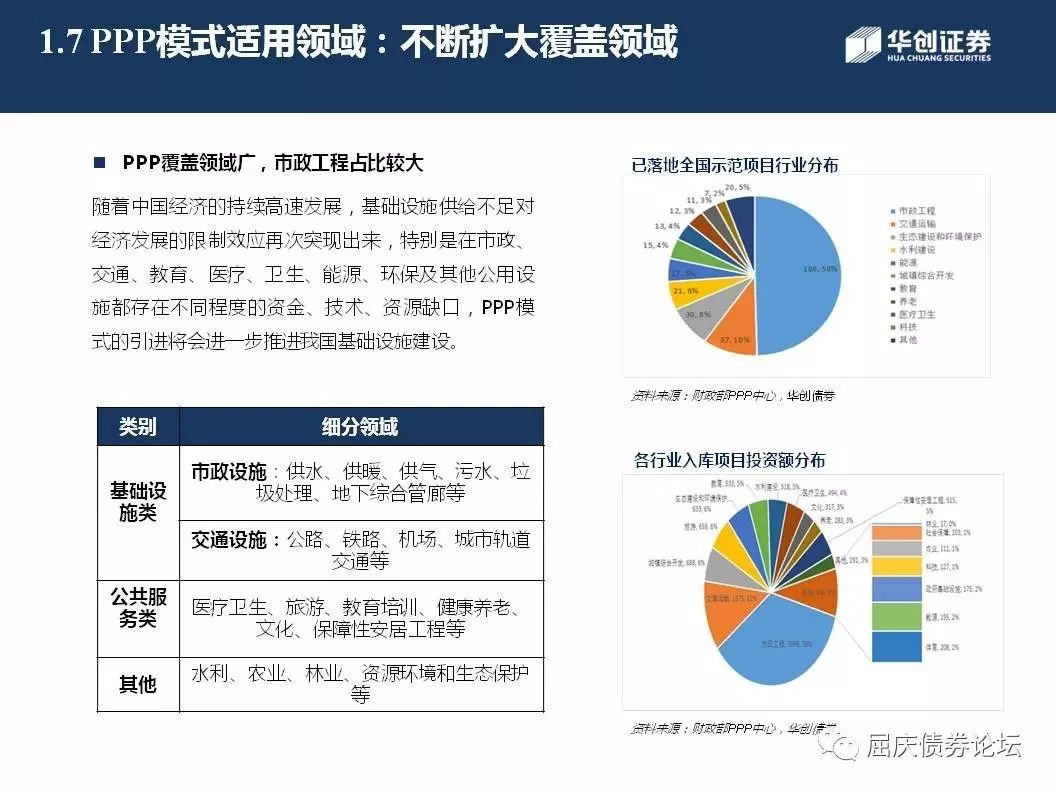 1.7 PPP模式适用领域：不断扩大覆盖领域
华创证券
HUA CHUANG SECURITIES
■ PPP覆盖领域广，市政工程占比较大
随着中国经济的持续高速发展，基础设施供给不足对
经济发展的限制效应再次突现出来，特别是在市政、
交通、教育、医疗、卫生、能源、环保及其他公用设
施都存在不同程度的资金、技术、资源缺口，PPP模
式的引进将会进一步推进我国基础设施建设。
类别
细分领域
基础设
施类
市政设施：供水、供暖、供气、污水、垃
圾处理、地下综合管廊等
交通设施：公路、铁路、机场、城市轨道
交通等
公共服
务类
医疗卫生、旅游、教育培训、健康养老、
文化、保障性安居工程等
其他
水利、农业、林业、资源环境和生态保护
等
已落地全国示范项目行业分布
20, 5%
7, 2%
11, 3%
12, 3%
13, 4%
15, 4%
21, 6%
30, 8%
37, 10%
市政工程
交通运输
生态建设和环境保护
水利建设
能源
城镇综合开发
教育
养老
医疗卫生
科技
其他
资料来源：财政部PPP中心，华创债券
各行业入库项目投资额分布
教育, 533, 5%
水利建设, 518, 5%
医疗卫生, 494, 4%
文化, 317, 3%
养老, 283, 3%
保障性安居工程, 515,
5%
其他, 291, 3%
生态建设和环境保护,
633, 6%
旅游, 659, 6%
城镇综合开发, 688, 6%
林业, 17, 0%
社会保障, 103, 1%
农业, 111, 1%
科技, 127, 1%
政府基础设施, 175, 2%
能源, 195, 2%
体育, 208, 2%
资料来源：财政部PPP中心，华创债券
屈庆债券论坛